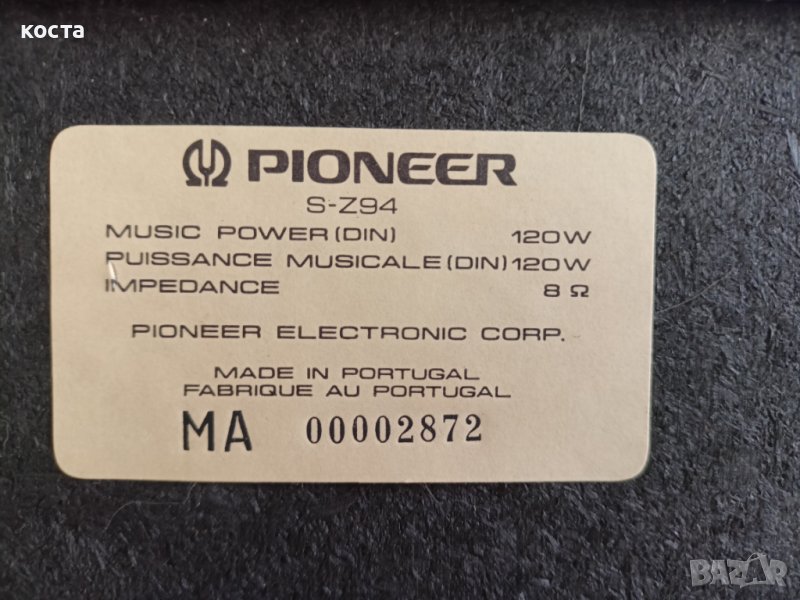 коста
PIONEER
S-Z94
MUSIC POWER (DIN) 120W
PUISSANCE MUSICALE (DIN) 120W
IMPEDANCE 8 Ω
PIONEER ELECTRONIC CORP.
MADE IN PORTUGAL
FABRIQUE AU PORTUGAL
MA 00002872
BAZAR